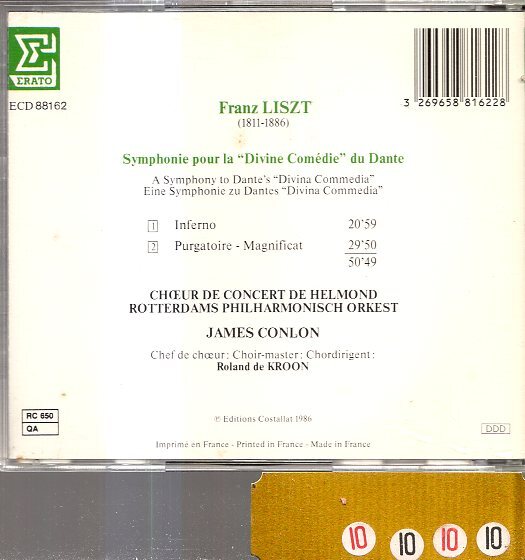 ERATO
ECD 88162
3 269658 816228
Franz LISZT
(1811-1886)
Symphonie pour la “Divine Comédie” du Dante
A Symphony to Dante's “Divina Commedia”
Eine Symphonie zu Dantes “Divina Commedia”
1 Inferno 20'59
2 Purgatoire - Magnificat 29'50
50'49
CHŒUR DE CONCERT DE HELMOND
ROTTERDAMS PHILHARMONISCH ORKEST
JAMES CONLON
Chef de chœur : Choir-master : Chordirigent :
Roland de KROON
RC 650
QA
℗ Editions Costallat 1986
DDD
Imprimé en France - Printed in France - Made in France
10 10 10 10